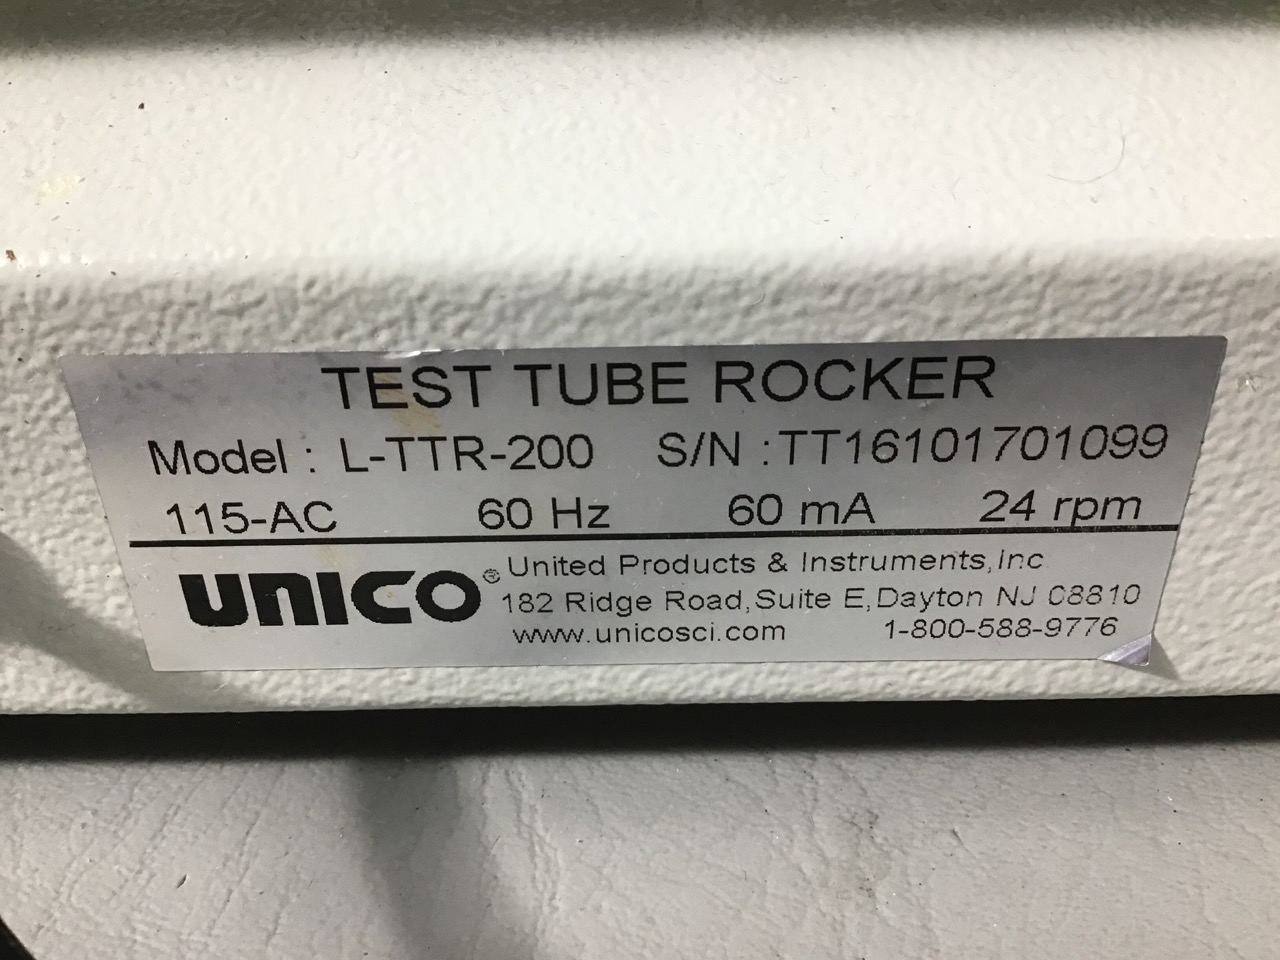 TEST TUBE ROCKER
Model : L-TTR-200 S/N :TT16101701099
115-AC 60 Hz 60 mA 24 rpm
UNICO® United Products & Instruments,Inc
182 Ridge Road,Suite E,Dayton NJ 08810
www.unicosci.com 1-800-588-9776